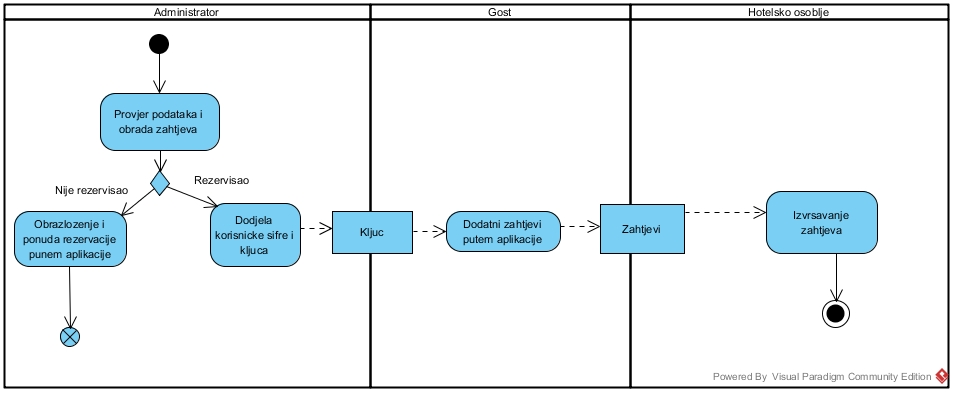 Administrator
Gost
Hotelsko osoblje
Provjer podataka i
obrada zahtjeva
Nije rezervisao
Rezervisao
Obrazlozenje i
ponuda rezervacije
punem aplikacije
Dodjela
korisnicke sifre i
kljuca
Kljuc
Dodatni zahtjevi
putem aplikacije
Zahtjevi
Izvrsavanje
zahtjeva
Powered By Visual Paradigm Community Edition